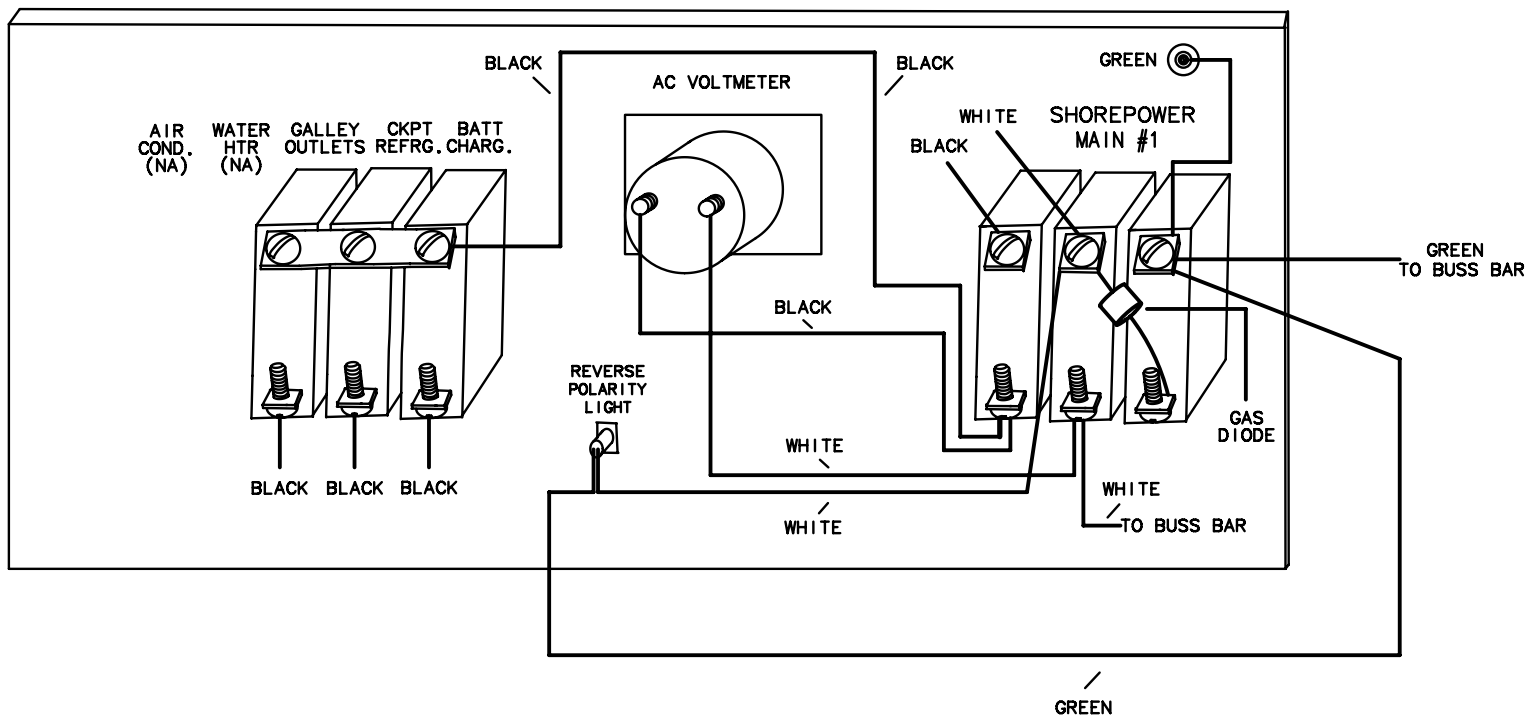 BLACK
AC VOLTMETER
BLACK
GREEN
AIR
COND.
(NA)
WATER
HTR
(NA)
GALLEY
OUTLETS
CKPT
REFRG.
BATT
CHARG.
WHITE
BLACK
SHOREPOWER
MAIN #1
GREEN
TO BUSS BAR
BLACK
REVERSE
POLARITY
LIGHT
GAS
DIODE
WHITE
BLACK
BLACK
BLACK
WHITE
WHITE
TO BUSS BAR
GREEN